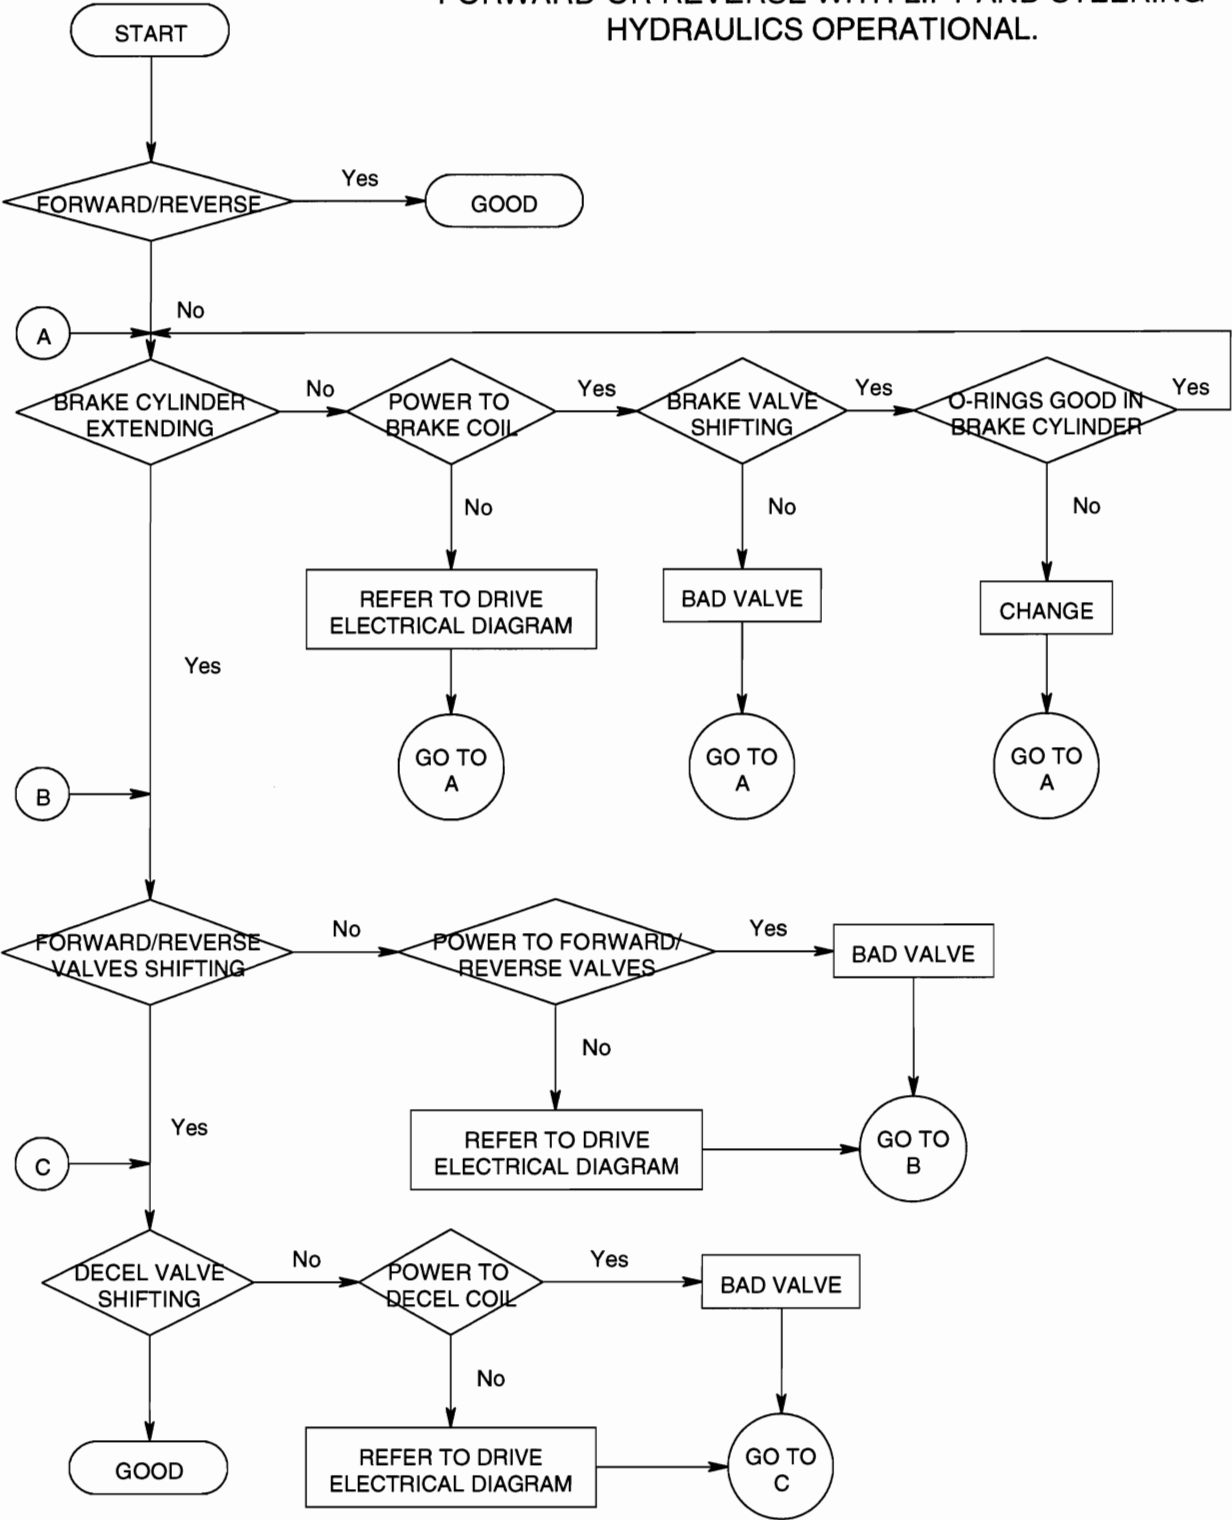 HYDRAULICS OPERATIONAL.
START
FORWARD/REVERSE
Yes
GOOD
No
A
BRAKE CYLINDER
EXTENDING
No
POWER TO
BRAKE COIL
Yes
BRAKE VALVE
SHIFTING
Yes
O-RINGS GOOD IN
BRAKE CYLINDER
Yes
No
No
No
REFER TO DRIVE
ELECTRICAL DIAGRAM
BAD VALVE
CHANGE
Yes
GO TO
A
GO TO
A
GO TO
A
B
FORWARD/REVERSE
VALVES SHIFTING
No
POWER TO FORWARD/
REVERSE VALVES
Yes
BAD VALVE
No
Yes
REFER TO DRIVE
ELECTRICAL DIAGRAM
GO TO
B
C
DECEL VALVE
SHIFTING
No
POWER TO
DECEL COIL
Yes
BAD VALVE
No
GOOD
REFER TO DRIVE
ELECTRICAL DIAGRAM
GO TO
C